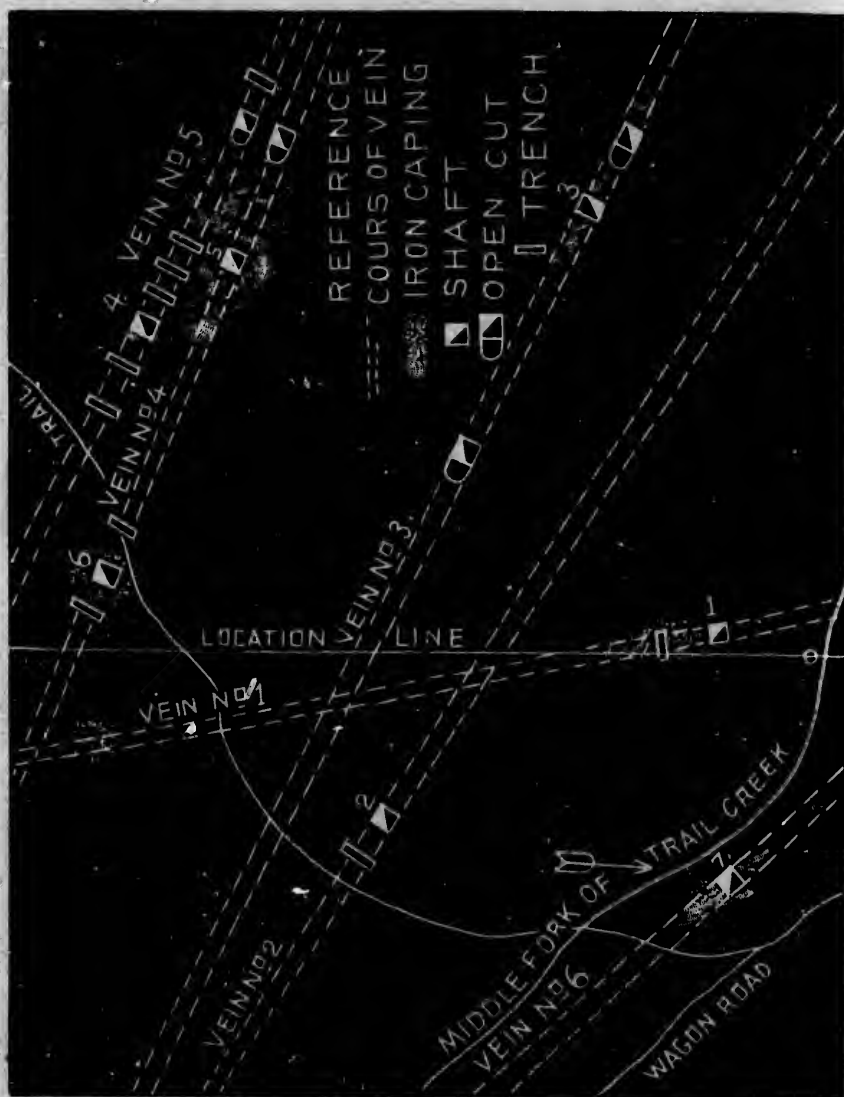 VEIN Nº 5
4
TRAIL
5
VEIN Nº 4
6
REFERENCE
COURS OF VEIN
IRON CAPING
SHAFT
OPEN CUT
TRENCH
3
VEIN Nº 3.
LOCATION LINE
1
VEIN Nº 1
2
VEIN Nº 2
MIDDLE FORK OF TRAIL CREEK
7.
VEIN Nº 6
WAGON ROAD